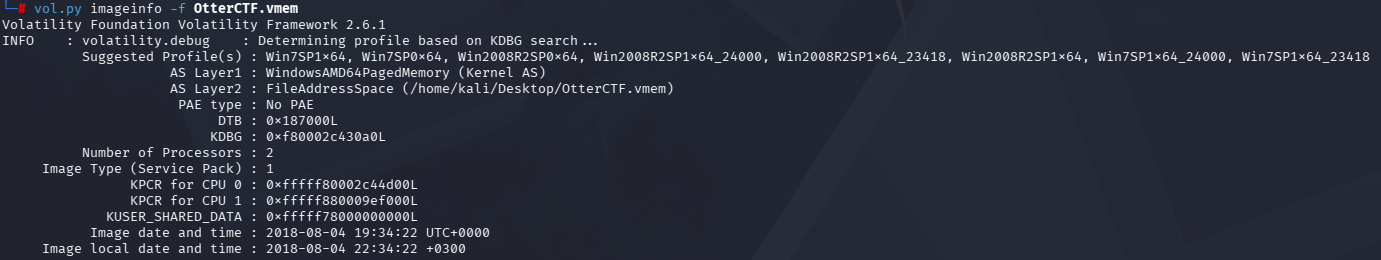 └─# vol.py imageinfo -f OtterCTF.vmem
Volatility Foundation Volatility Framework 2.6.1
INFO    : volatility.debug    : Determining profile based on KDBG search...
          Suggested Profile(s) : Win7SP1x64, Win7SP0x64, Win2008R2SP0x64, Win2008R2SP1x64_24000, Win2008R2SP1x64_23418, Win2008R2SP1x64, Win7SP1x64_24000, Win7SP1x64_23418
                     AS Layer1 : WindowsAMD64PagedMemory (Kernel AS)
                     AS Layer2 : FileAddressSpace (/home/kali/Desktop/OtterCTF.vmem)
                      PAE type : No PAE
                           DTB : 0x187000L
                          KDBG : 0xf80002c430a0L
          Number of Processors : 2
     Image Type (Service Pack) : 1
                KPCR for CPU 0 : 0xfffff80002c44d00L
                KPCR for CPU 1 : 0xfffff880009ef000L
             KUSER_SHARED_DATA : 0xfffff78000000000L
           Image date and time : 2018-08-04 19:34:22 UTC+0000
     Image local date and time : 2018-08-04 22:34:22 +0300